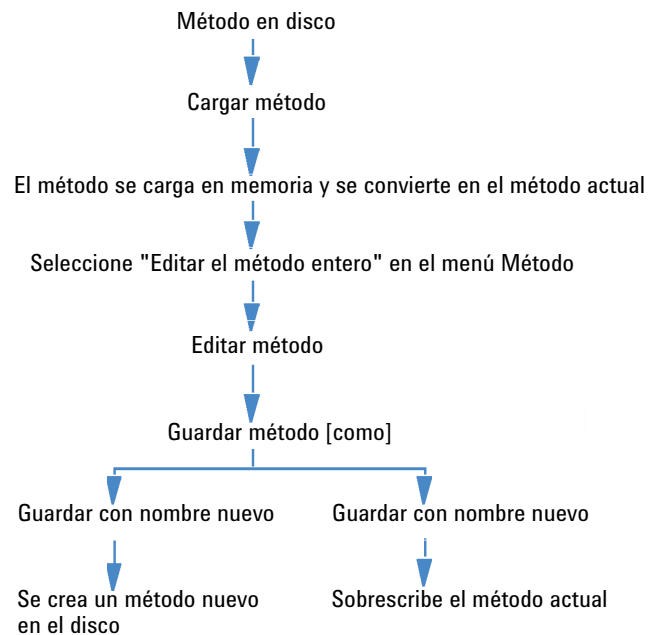 Método en disco
Cargar método
El método se carga en memoria y se convierte en el método actual
Seleccione "Editar el método entero" en el menú Método
Editar método
Guardar método [como]
Guardar con nombre nuevo
Guardar con nombre nuevo
Se crea un método nuevo
en el disco
Sobrescribe el método actual